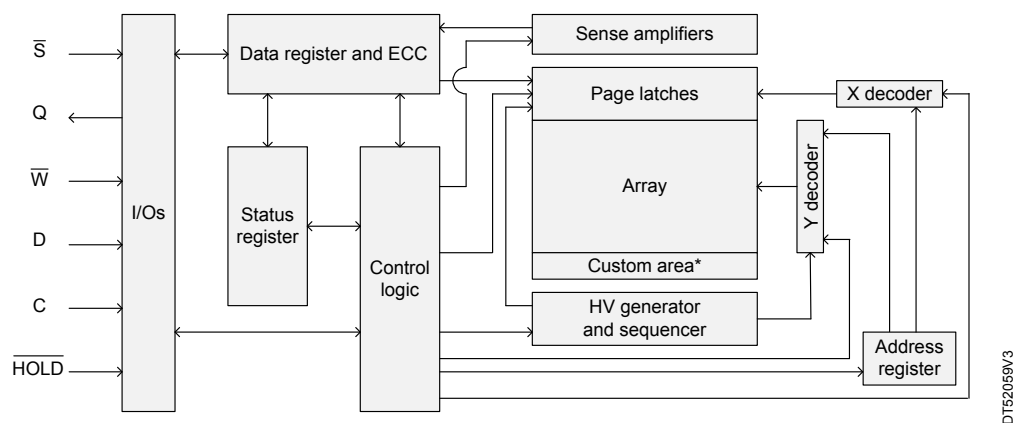 S̅
Q
W̅
D
C
H̅O̅L̅D̅
I/Os
Data register and ECC
Status
register
Control
logic
Sense amplifiers
Page latches
Array
Custom area*
HV generator
and sequencer
X decoder
Y decoder
Address
register
DT52059V3